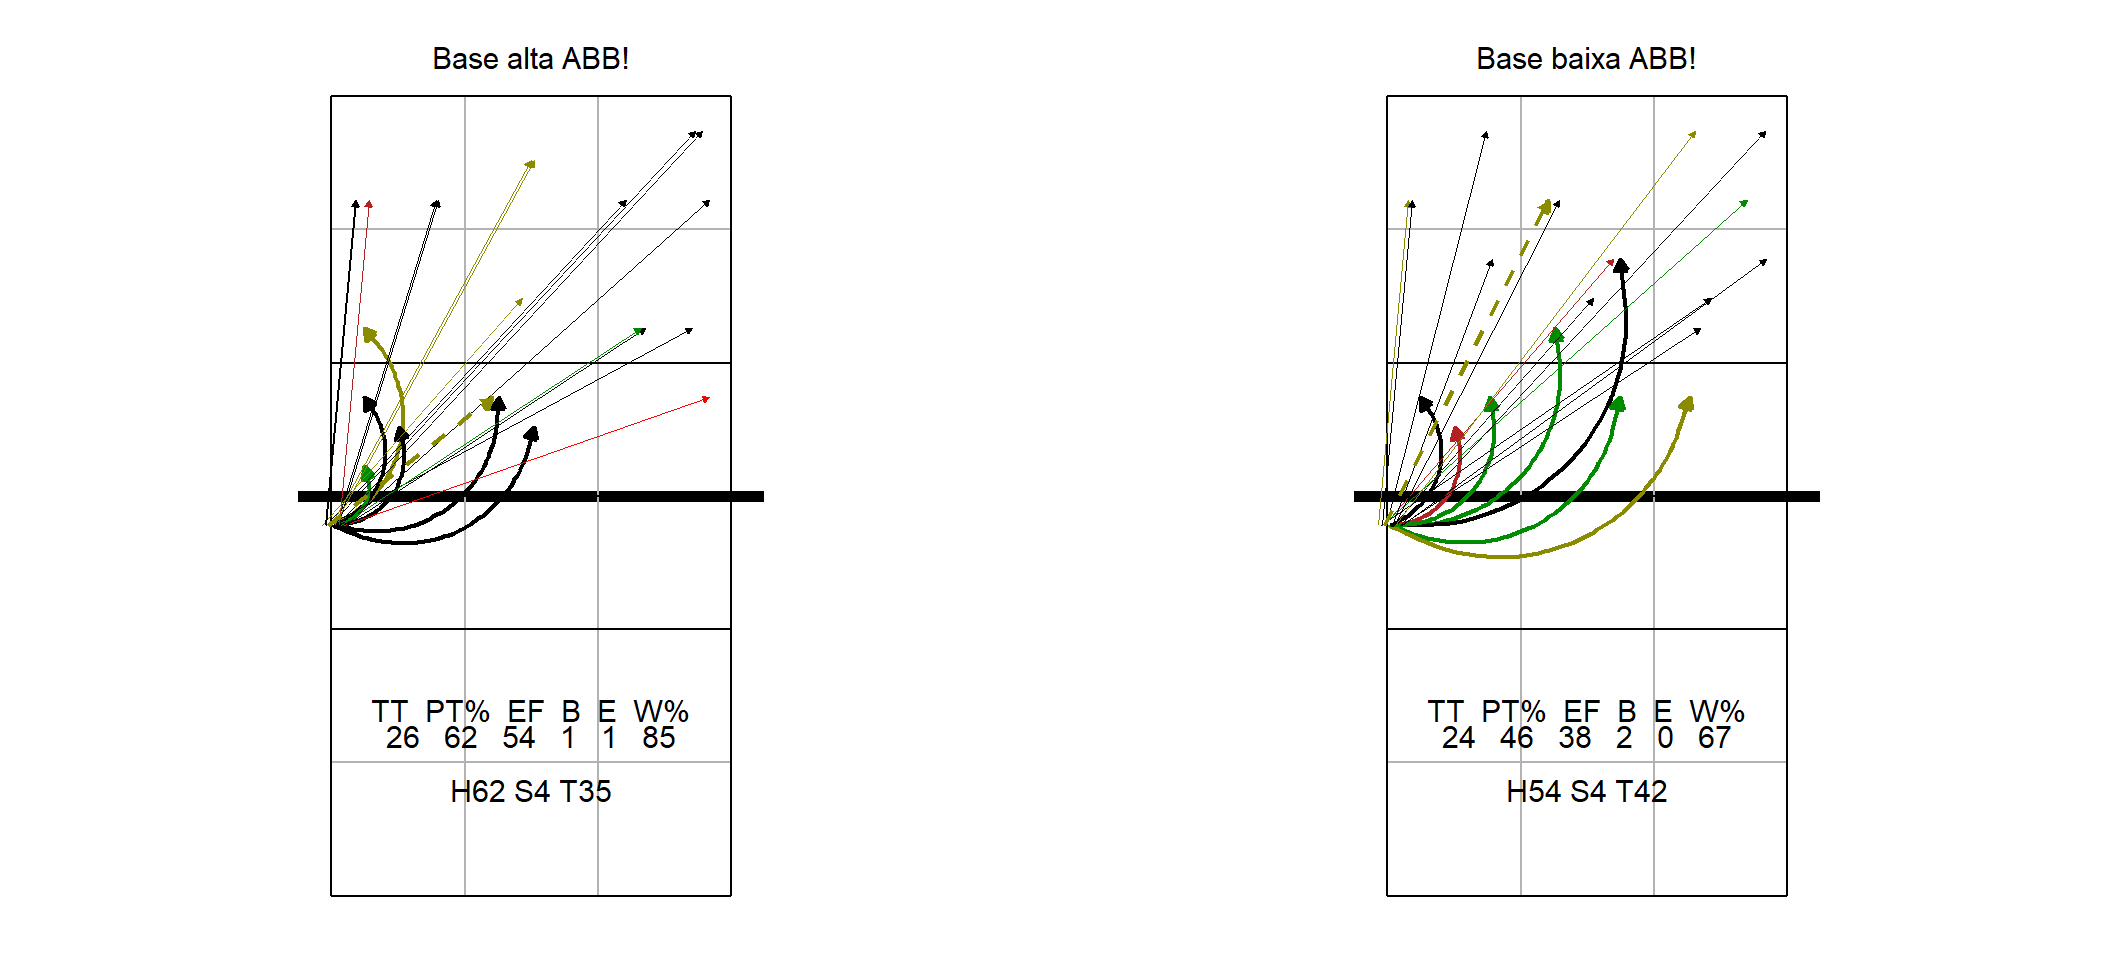 Base alta ABB!
TT PT% EF B E W%
26 62 54 1 1 85
H62 S4 T35
Base baixa ABB!
TT PT% EF B E W%
24 46 38 2 0 67
H54 S4 T42